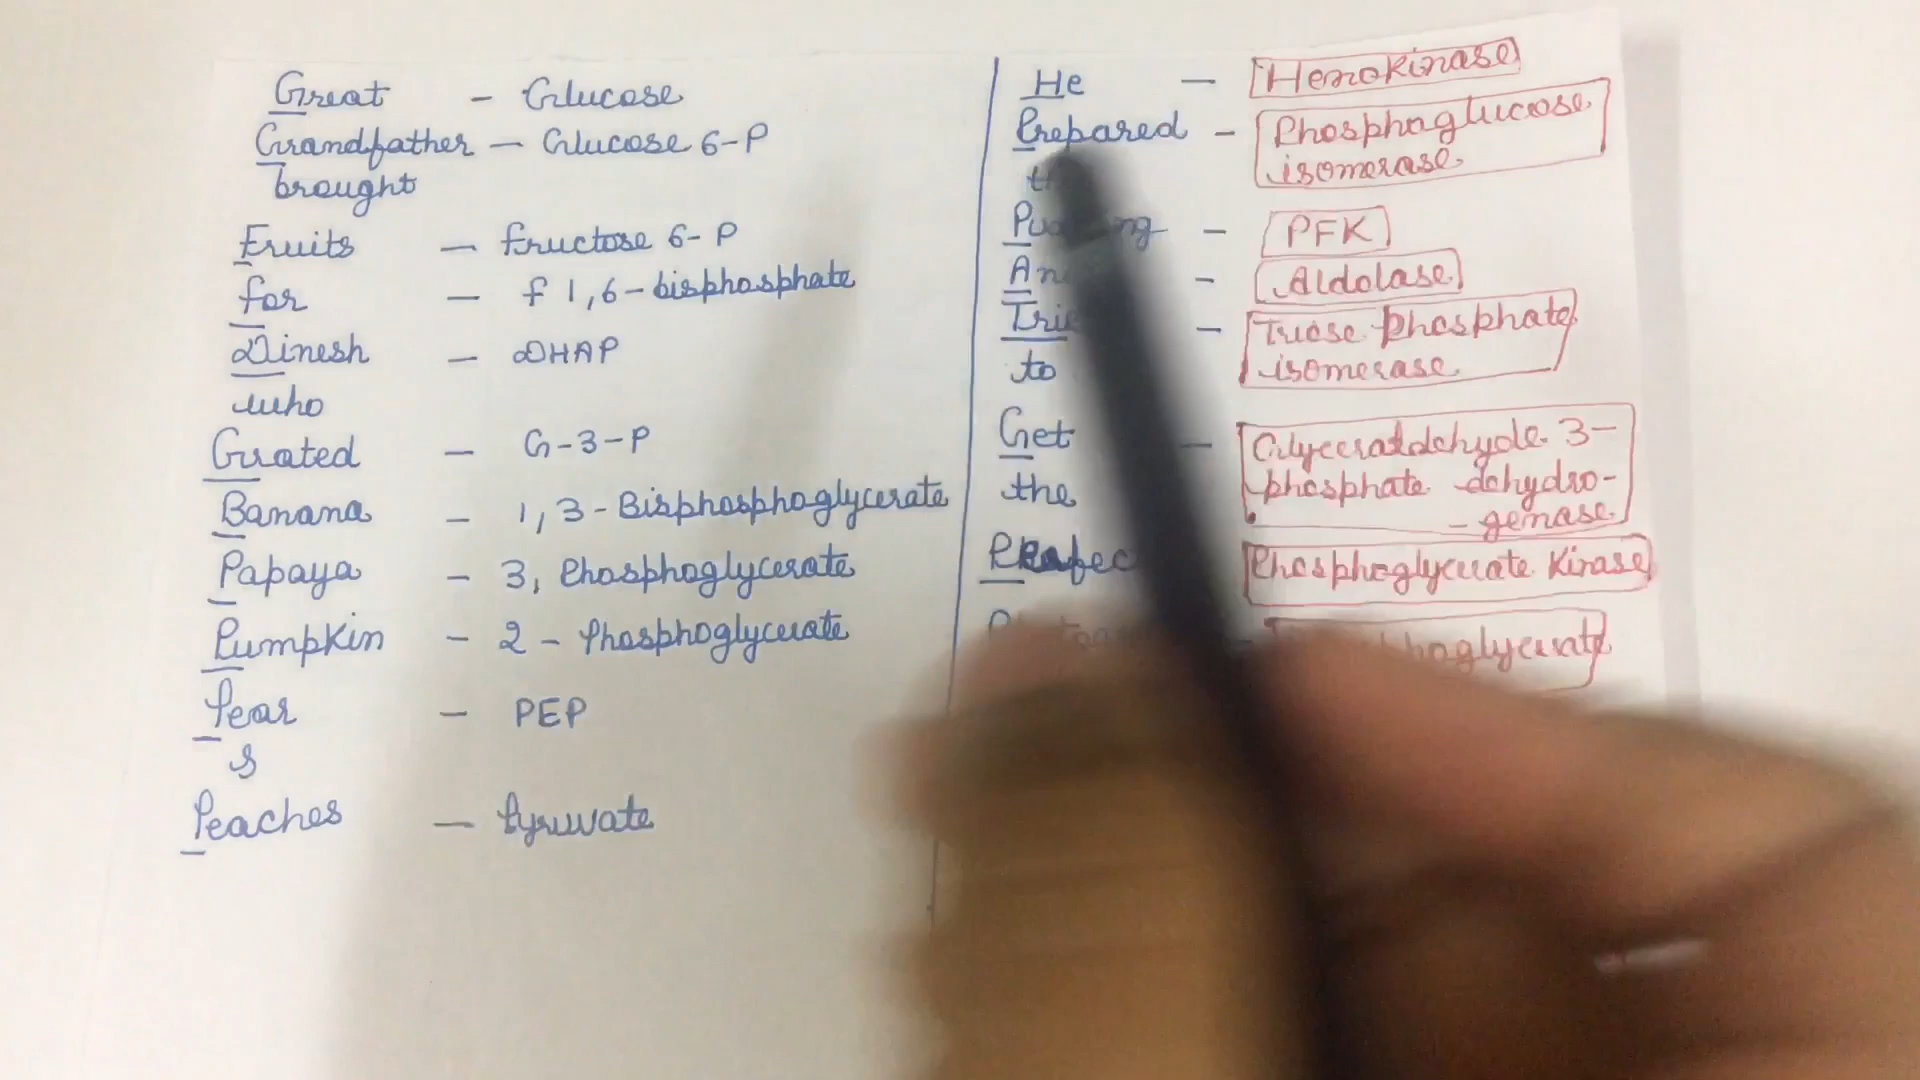 Great - Glucose
Grandfather - Glucose 6-P
brought
Fruits - Fructose 6-P
for - f 1,6-bisphosphate
Dinesh - DHAP
who
Grated - G-3-P
Banana - 1,3-Bisphosphoglycerate
Papaya - 3, Phosphoglycerate
Pumpkin - 2-Phosphoglycerate
Pear - PEP
s
Peaches - Pyruvate
He - Hexokinase
Prepared - Phosphoglucose
isomerase
PFK
Aldolase
- Triose phosphate
to isomerase
Get - Glyceraldehyde 3-
the phosphate dehydro-
- genase
Phosphoglycerate Kinase